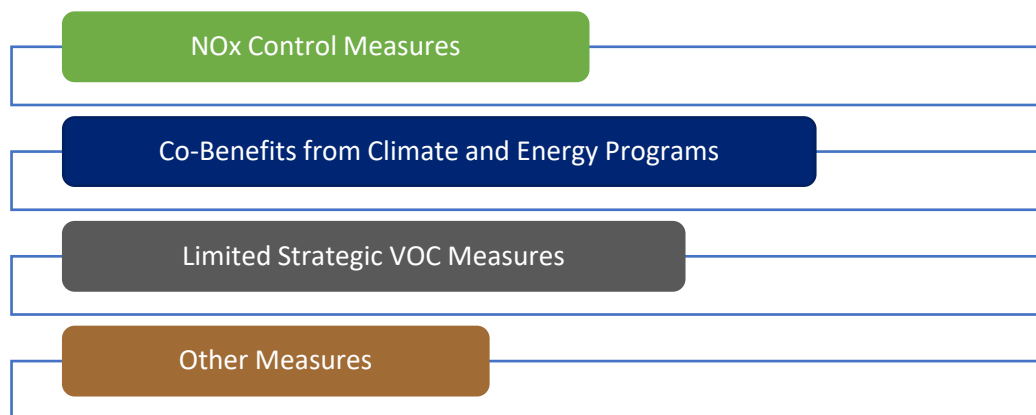 NOx Control Measures
Co-Benefits from Climate and Energy Programs
Limited Strategic VOC Measures
Other Measures